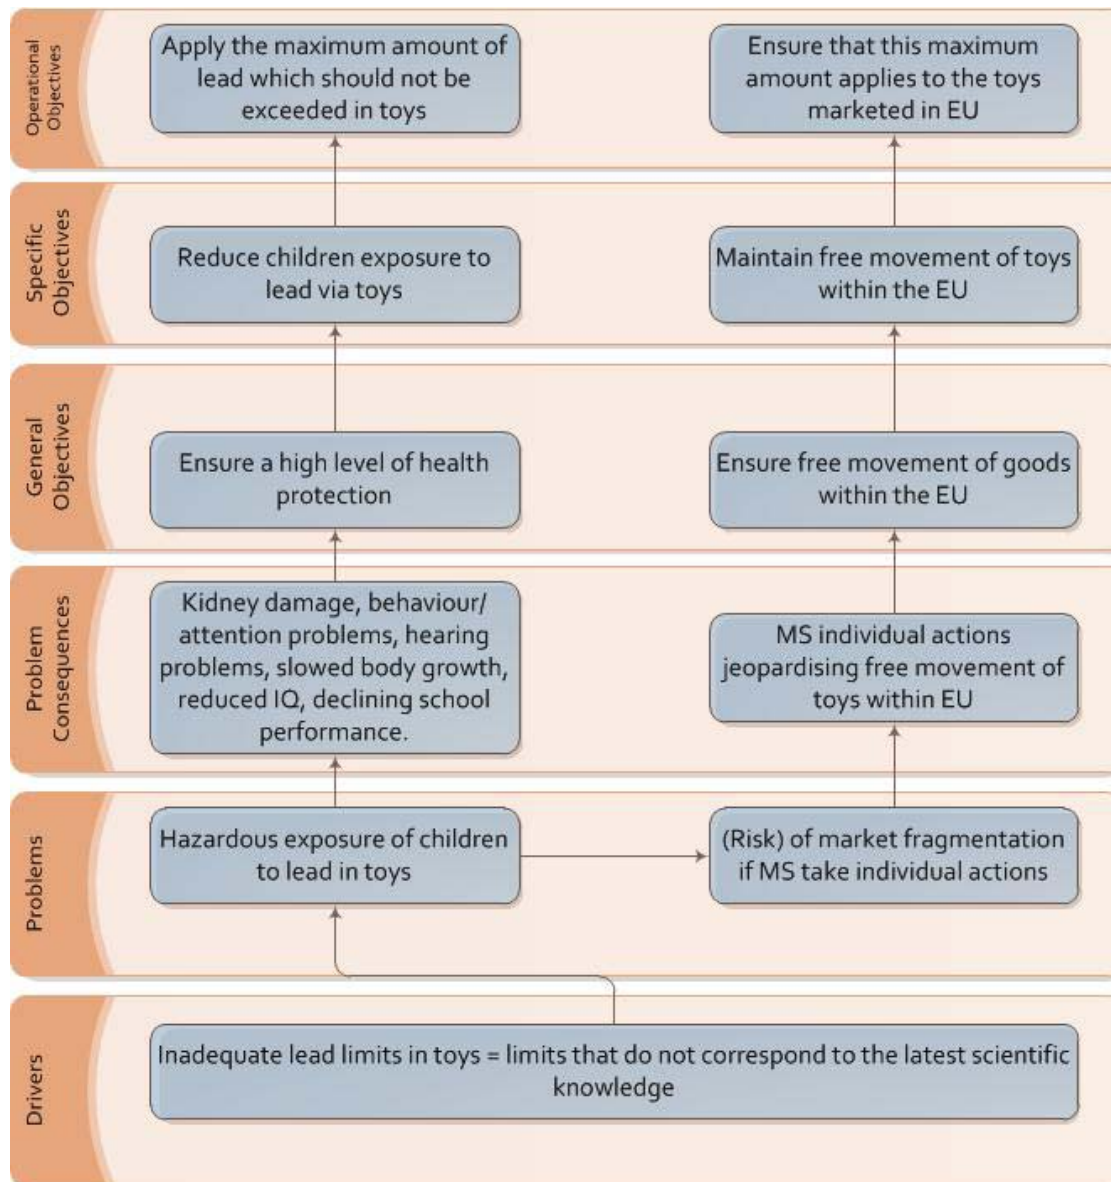 Operational
Objectives
Apply the maximum amount of
lead which should not be
exceeded in toys
Ensure that this maximum
amount applies to the toys
marketed in EU
Specific
Objectives
Reduce children exposure to
lead via toys
Maintain free movement of toys
within the EU
General
Objectives
Ensure a high level of health
protection
Ensure free movement of goods
within the EU
Problem
Consequences
Kidney damage, behaviour/
attention problems, hearing
problems, slowed body growth,
reduced IQ, declining school
performance.
MS individual actions
jeopardising free movement of
toys within EU
Problems
Hazardous exposure of children
to lead in toys
(Risk) of market fragmentation
if MS take individual actions
Drivers
Inadequate lead limits in toys = limits that do not correspond to the latest scientific
knowledge